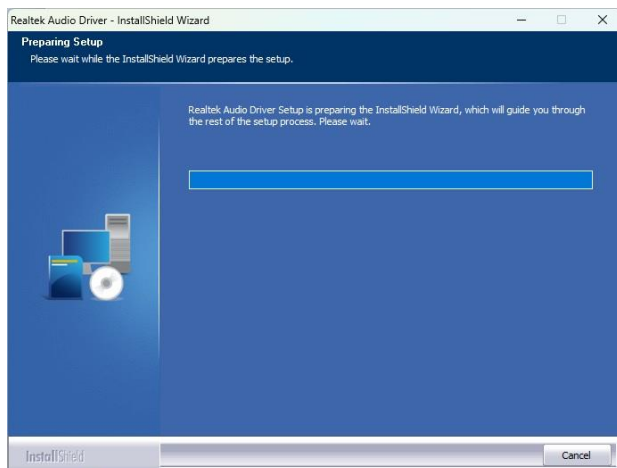 Realtek Audio Driver - InstallShield Wizard
Preparing Setup
Please wait while the InstallShield Wizard prepares the setup.
Realtek Audio Driver Setup is preparing the InstallShield Wizard, which will guide you through
the rest of the setup process. Please wait.
InstallShield
Cancel